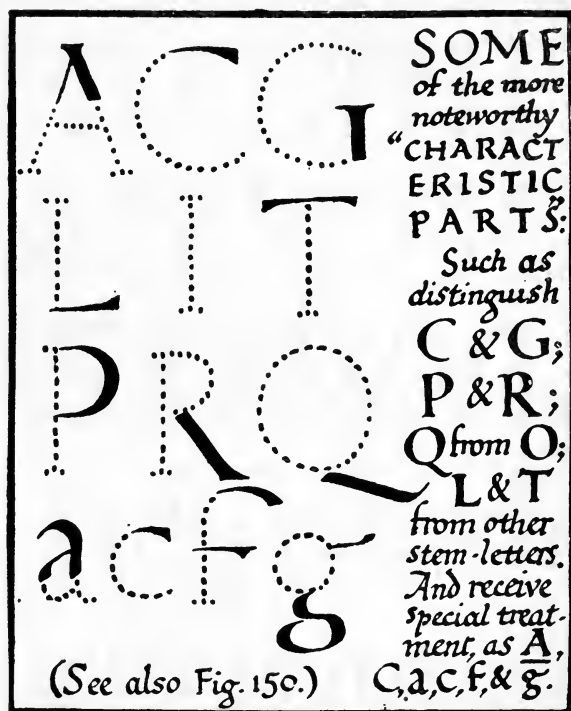 A C G
L I T
P R Q
a c f g
SOME
of the more
noteworthy
“CHARACT
ERISTIC
PARTS”:
Such as
distinguish
C & G;
P & R;
Q from O;
L & T
from other
stem-letters.
And receive
special treat-
ment, as A,
C, a, c, f, & g.
(See also Fig. 150.)